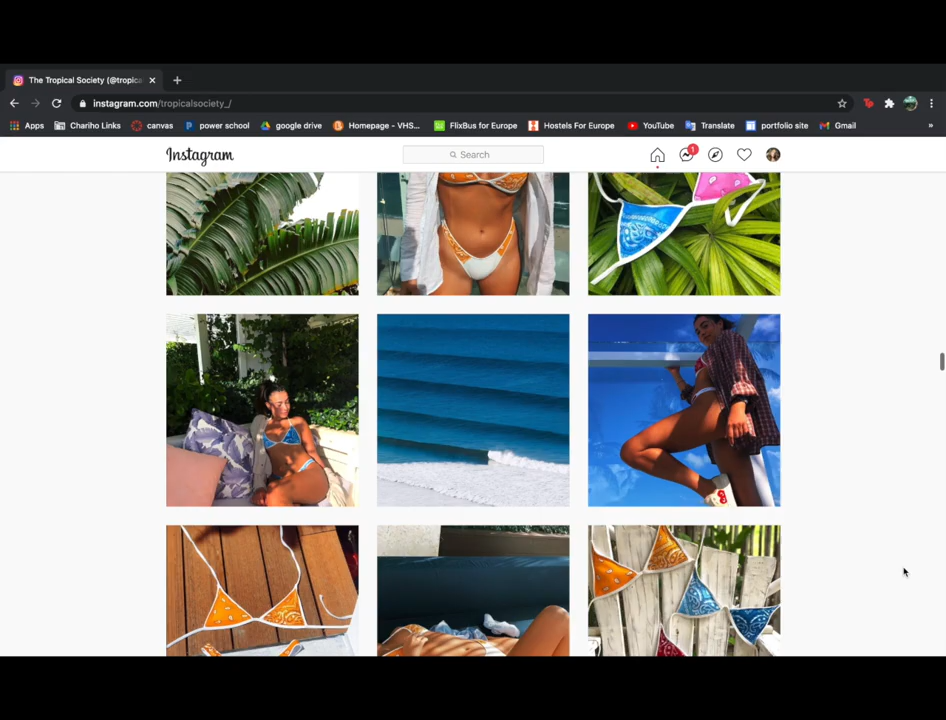 The Tropical Society (@tropica
instagram.com/tropicalsociety_/
Apps Chariho Links canvas power school google drive Homepage - VHS... FlixBus for Europe Hostels For Europe YouTube Translate portfolio site Gmail »
Instagram Search 1